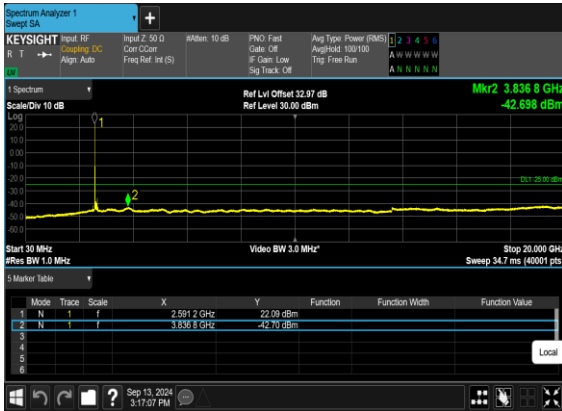 Spectrum Analyzer 1
Swept SA
KEYSIGHT Input: RF Input Z: 50 Ω #Atten: 10 dB PNO: Fast Avg Type: Power (RMS) 1 2 3 4 5 6
R T Coupling: DC Corr CCorr Gate: Off Avg|Hold: 100/100 A W W W W W
Align: Auto Freq Ref: Int (S) IF Gain: Low Trig: Free Run
Sig Track: Off A N N N N N
1 Spectrum Ref Lvl Offset 32.97 dB Mkr2 3.836 8 GHz
Scale/Div 10 dB Ref Level 30.00 dBm -42.698 dBm
Log
20.0
10.0
0.00
-10.0
-20.0
-30.0
-40.0
-50.0
-60.0
1
2
DL1 -25.00 dBm
Start 30 MHz Video BW 3.0 MHz* Stop 20.000 GHz
#Res BW 1.0 MHz Sweep 34.7 ms (40001 pts)
5 Marker Table
Mode Trace Scale X Y Function Function Width Function Value
1 N 1 f 2.591 2 GHz 22.09 dBm
2 N 1 f 3.836 8 GHz -42.70 dBm
3
4
5
6
Local
Sep 13, 2024
3:17:07 PM